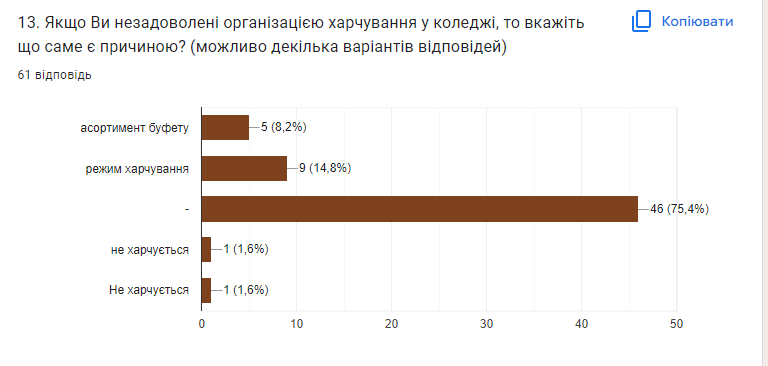 13. Якщо Ви незадоволені організацією харчування у коледжі, то вкажіть
що саме є причиною? (можливо декілька варіантів відповідей)
Копіювати
61 відповідь
асортимент буфету 5 (8,2%)
режим харчування 9 (14,8%)
- 46 (75,4%)
не харчується 1 (1,6%)
Не харчується 1 (1,6%)
0 10 20 30 40 50